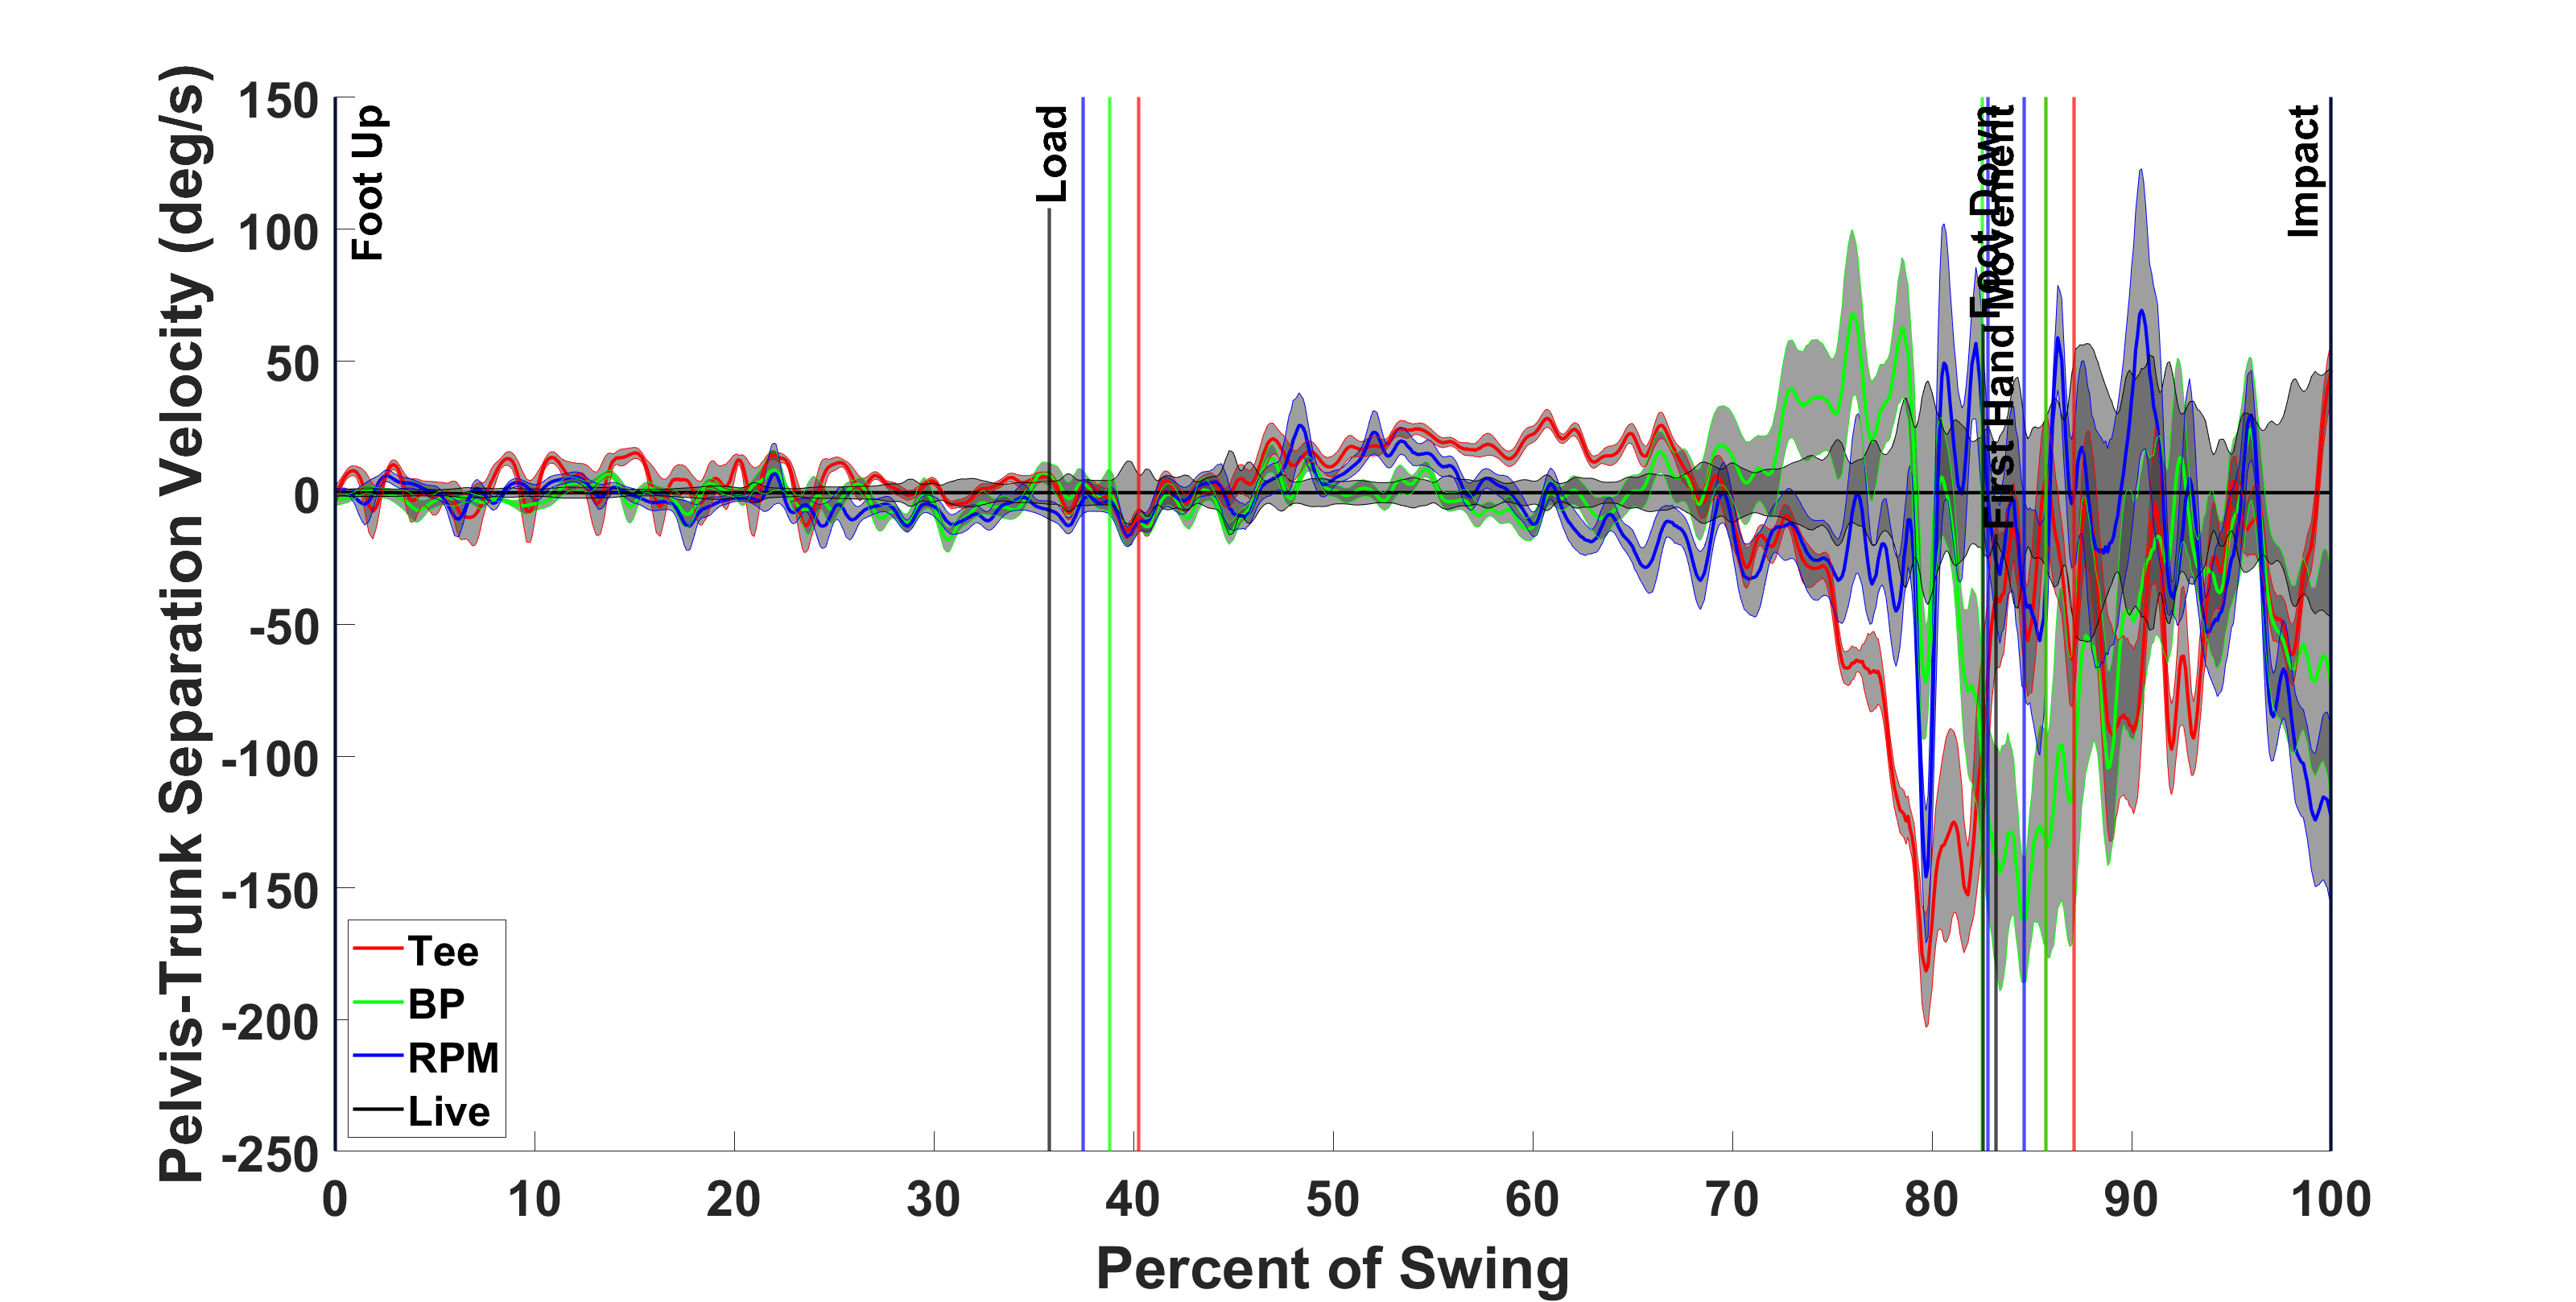 Pelvis-Trunk Separation Velocity (deg/s)
150
100
50
0
-50
-100
-150
-200
-250
Foot Up
Load
Foot Down
First Hand Movement
Impact
Tee
BP
RPM
Live
0 10 20 30 40 50 60 70 80 90 100
Percent of Swing